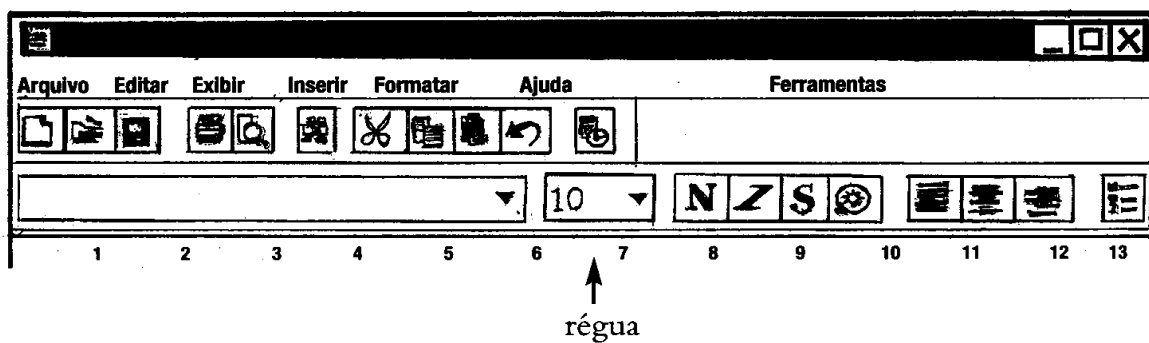 Arquivo Editar Exibir Inserir Formatar Ajuda Ferramentas
10 N I S
1 2 3 4 5 6 7 8 9 10 11 12 13
régua